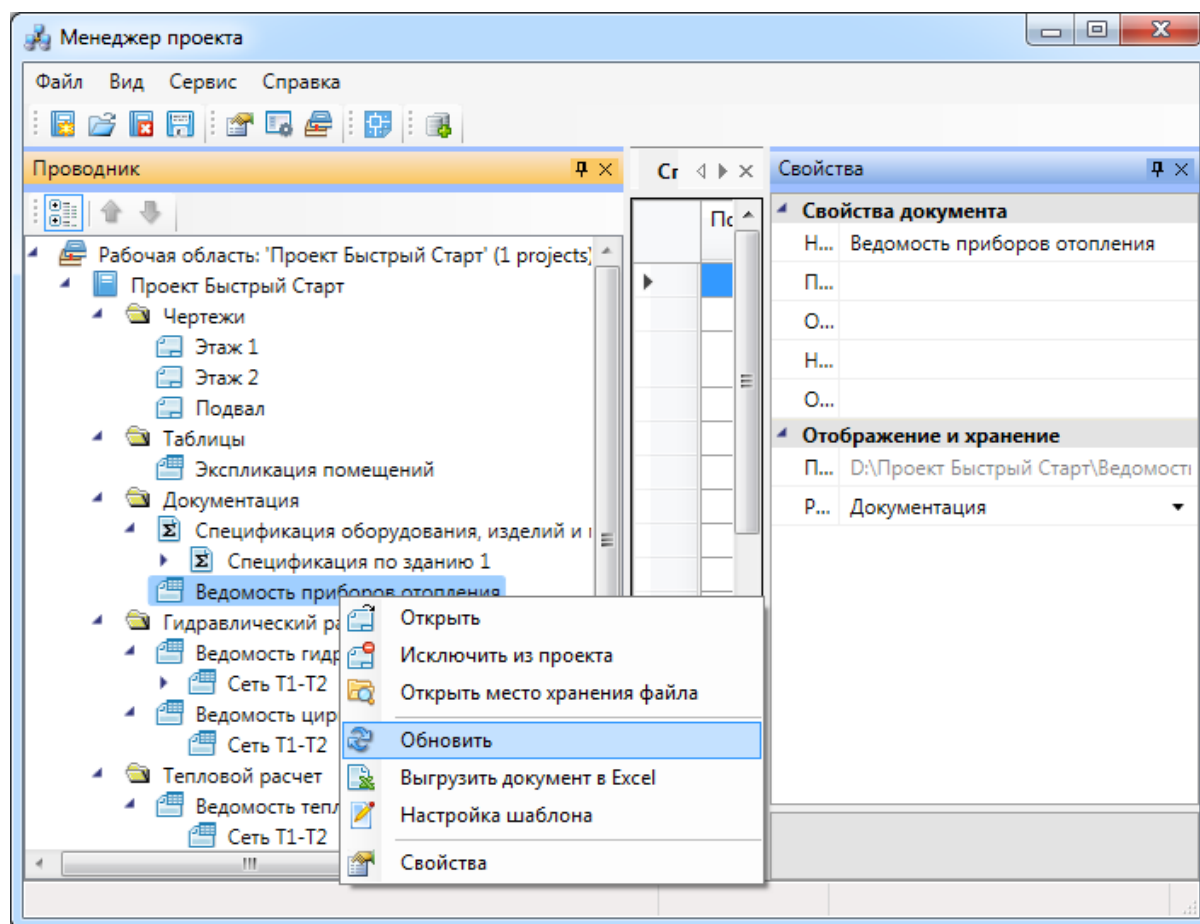 Менеджер проекта
Файл Вид Сервис Справка
Проводник
Рабочая область: 'Проект Быстрый Старт' (1 projects)
Проект Быстрый Старт
Чертежи
Этаж 1
Этаж 2
Подвал
Таблицы
Экспликация помещений
Документация
Спецификация оборудования, изделий и
Спецификация по зданию 1
Ведомость приборов отопления
Гидравлический ра
Ведомость гидр
Сеть Т1-Т2
Ведомость цир
Сеть Т1-Т2
Тепловой расчет
Ведомость тепл
Сеть Т1-Т2
Открыть
Исключить из проекта
Открыть место хранения файла
Обновить
Выгрузить документ в Excel
Настройка шаблона
Свойства
Сп
По
Свойства
Свойства документа
Н... Ведомость приборов отопления
П...
О...
Н...
О...
Отображение и хранение
П... D:\Проект Быстрый Старт\Ведомость
Р... Документация